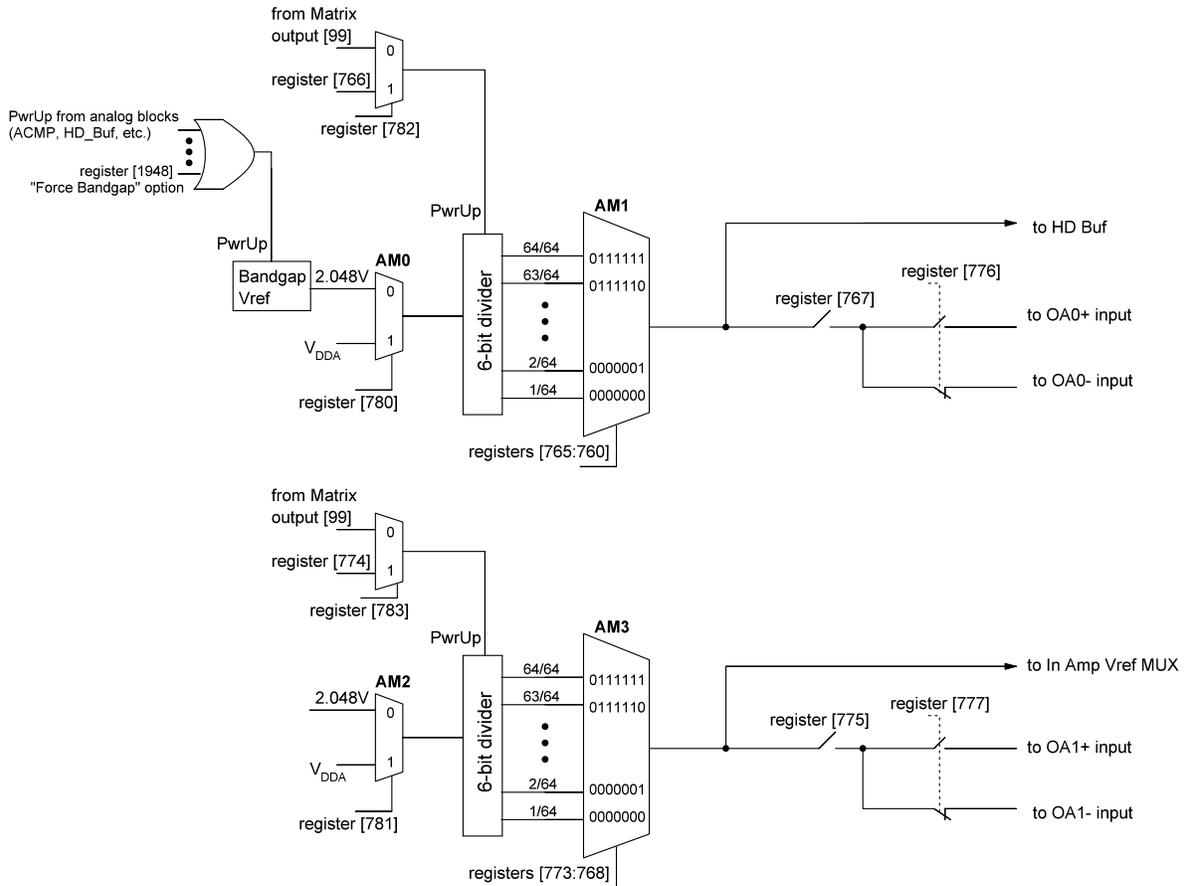 from Matrix
output [99]
0
register [766]
1
register [782]
PwrUp from analog blocks
(ACMP, HD_Buf, etc.)
register [1948]
"Force Bandgap" option
PwrUp
Bandgap
Vref
2.048V
AM0
0
1
VDDA
register [780]
PwrUp
6-bit divider
AM1
64/64
0111111
63/64
0111110
2/64
0000001
1/64
0000000
registers [765:760]
to HD Buf
register [776]
register [767]
to OA0+ input
to OA0- input
from Matrix
output [99]
0
register [774]
1
register [783]
PwrUp
AM2
2.048V
0
1
VDDA
register [781]
6-bit divider
AM3
64/64
0111111
63/64
0111110
2/64
0000001
1/64
0000000
registers [773:768]
to In Amp Vref MUX
register [777]
register [775]
to OA1+ input
to OA1- input